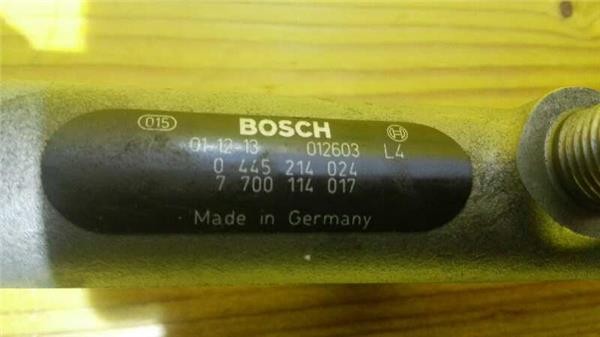 015 BOSCH
01-12-13 012603 L4
0 445 214 024
7 700 114 017
Made in Germany